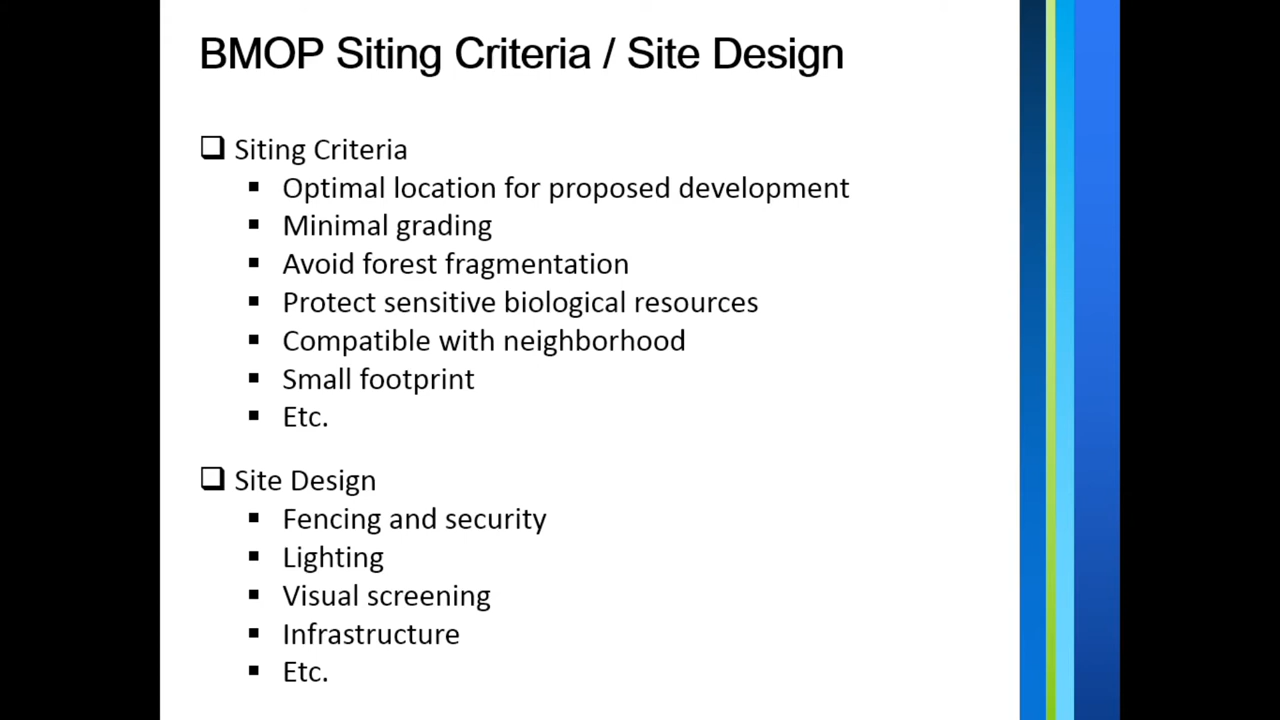 BMOP Siting Criteria / Site Design
Siting Criteria
Optimal location for proposed development
Minimal grading
Avoid forest fragmentation
Protect sensitive biological resources
Compatible with neighborhood
Small footprint
Etc.
Site Design
Fencing and security
Lighting
Visual screening
Infrastructure
Etc.